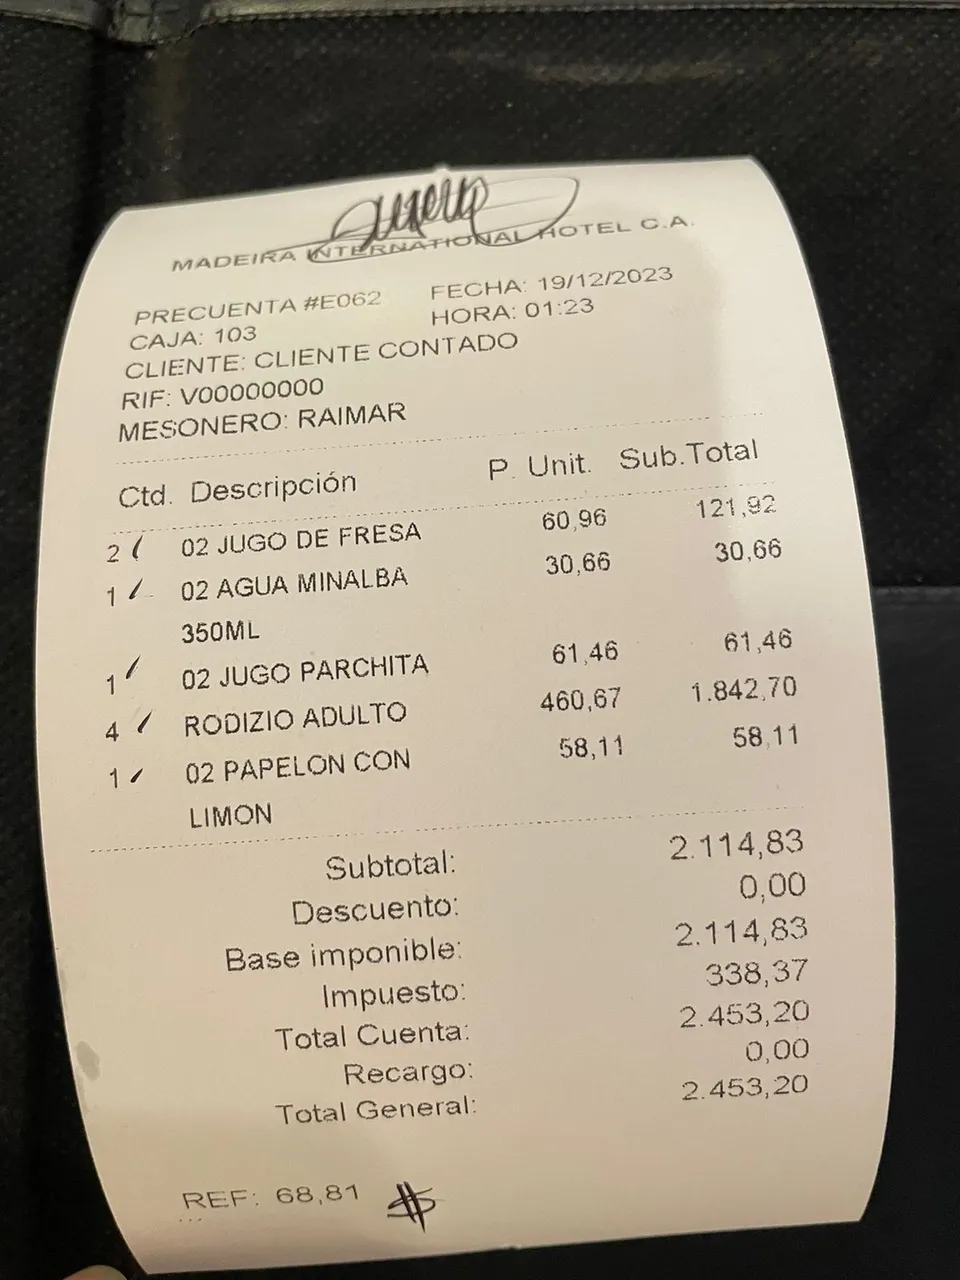 MADEIRA INTERNATIONAL HOTEL C.A.
PRECUENTA #E062 FECHA: 19/12/2023
CAJA: 103 HORA: 01:23
CLIENTE: CLIENTE CONTADO
RIF: V00000000
MESONERO: RAIMAR
Ctd. Descripción P. Unit. Sub.Total
2 02 JUGO DE FRESA 60,96 121,92
1 02 AGUA MINALBA 30,66 30,66
350ML
1 02 JUGO PARCHITA 61,46 61,46
4 RODIZIO ADULTO 460,67 1.842,70
1 02 PAPELON CON 58,11 58,11
LIMON
Subtotal: 2.114,83
Descuento: 0,00
Base imponible: 2.114,83
Impuesto: 338,37
Total Cuenta: 2.453,20
Recargo: 0,00
Total General: 2.453,20
REF: 68,81 $
...